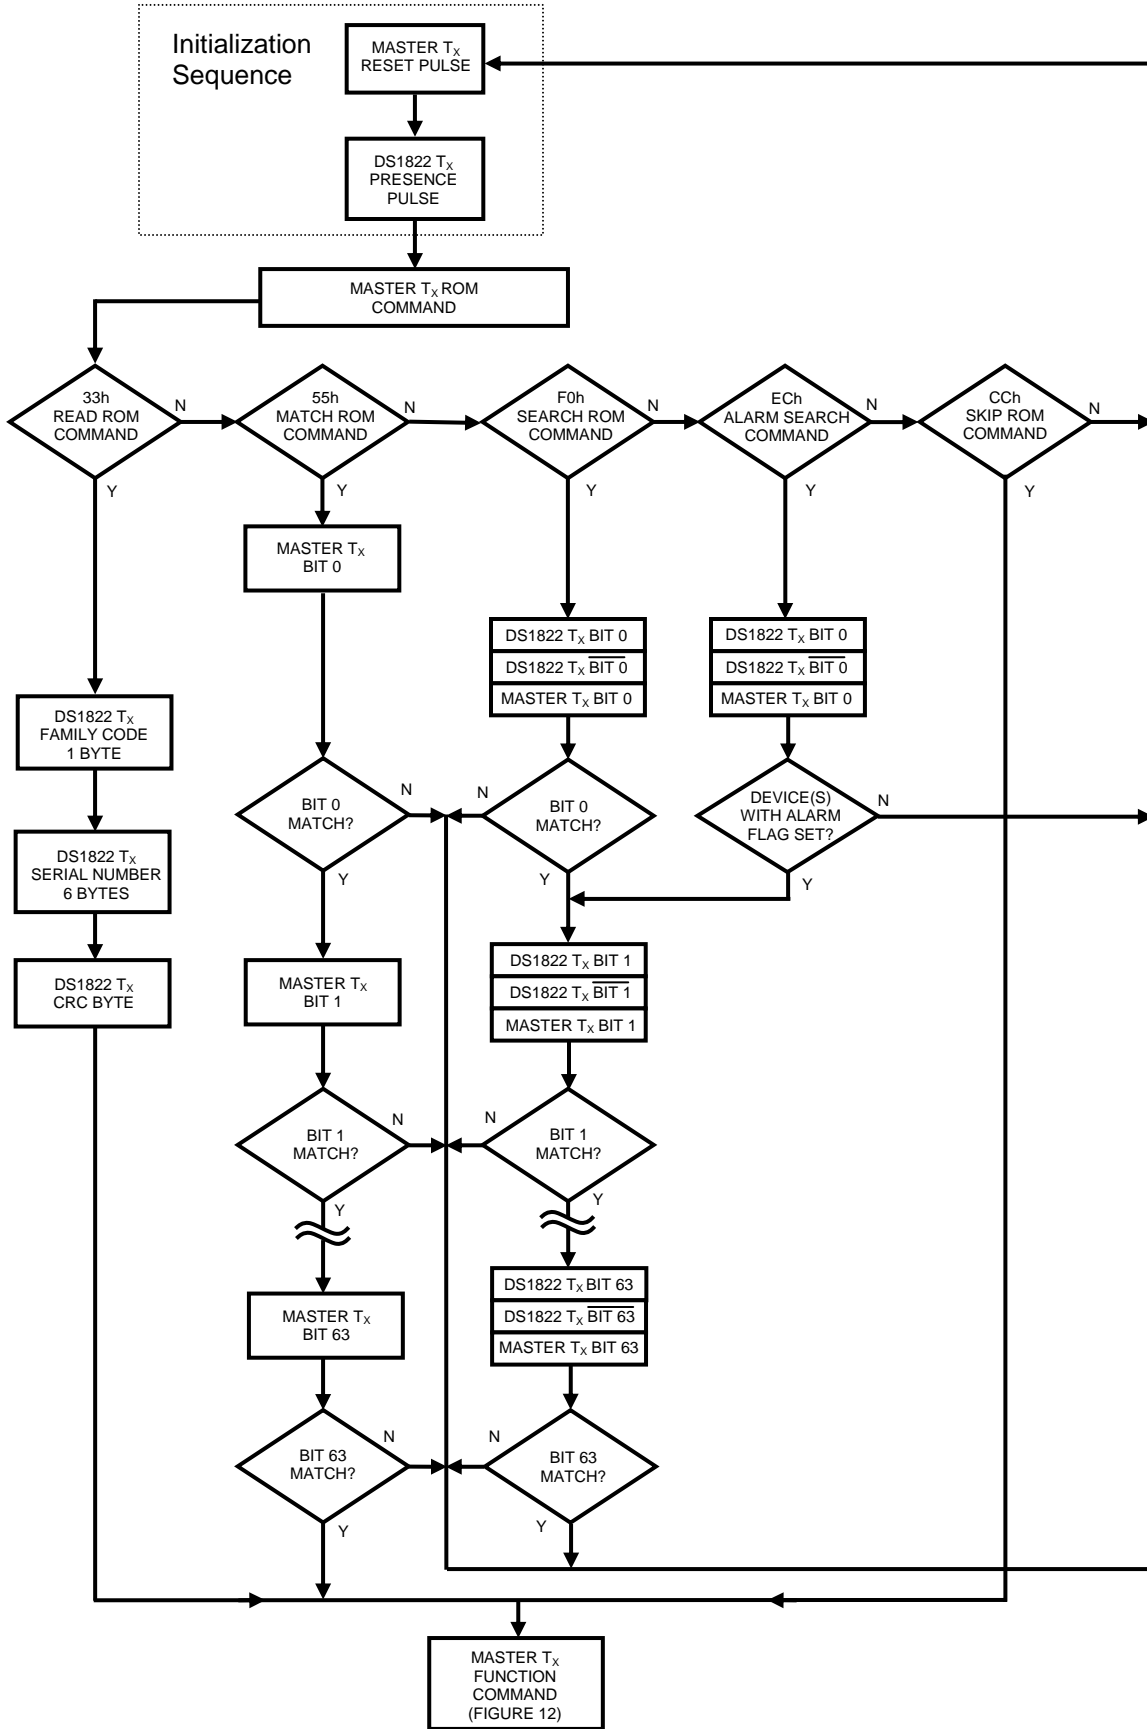 Initialization
Sequence
MASTER TX
RESET PULSE
DS1822 TX
PRESENCE
PULSE
MASTER TX ROM
COMMAND
33h
READ ROM
COMMAND
N
Y
55h
MATCH ROM
COMMAND
N
Y
F0h
SEARCH ROM
COMMAND
N
Y
ECh
ALARM SEARCH
COMMAND
N
Y
CCh
SKIP ROM
COMMAND
N
Y
MASTER TX
BIT 0
DS1822 TX BIT 0
DS1822 TX BIT 0
MASTER TX BIT 0
DS1822 TX BIT 0
DS1822 TX BIT 0
MASTER TX BIT 0
DS1822 TX
FAMILY CODE
1 BYTE
DS1822 TX
SERIAL NUMBER
6 BYTES
DS1822 TX
CRC BYTE
BIT 0
MATCH?
N
Y
N
BIT 0
MATCH?
Y
DEVICE(S)
WITH ALARM
FLAG SET?
N
Y
MASTER TX
BIT 1
DS1822 TX BIT 1
DS1822 TX BIT 1
MASTER TX BIT 1
BIT 1
MATCH?
N
Y
N
BIT 1
MATCH?
Y
MASTER TX
BIT 63
DS1822 TX BIT 63
DS1822 TX BIT 63
MASTER TX BIT 63
BIT 63
MATCH?
N
Y
N
BIT 63
MATCH?
Y
MASTER TX
FUNCTION
COMMAND
(FIGURE 12)